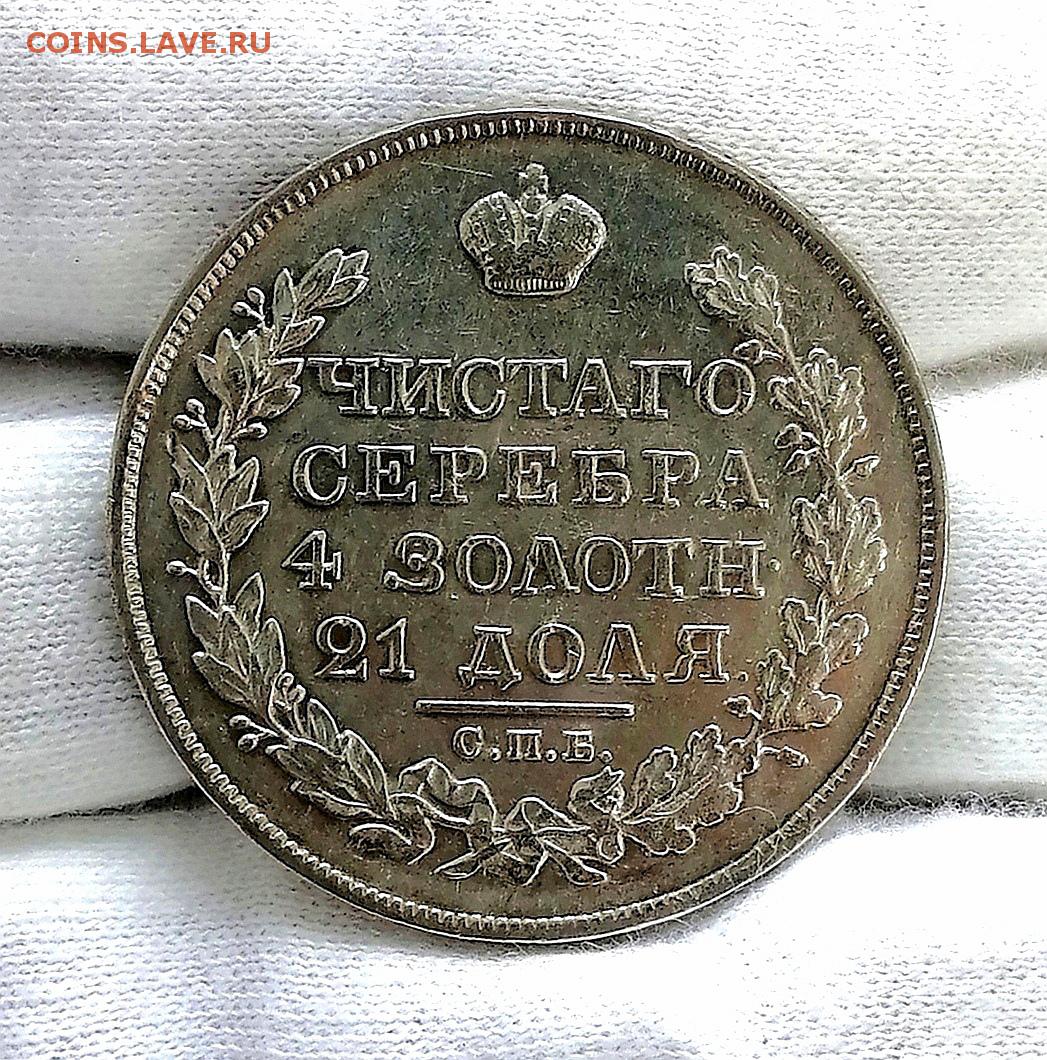 COINS.LAVE.RU
ЧИСТАГО
СЕРЕБРА
4 ЗОЛОТН.
21 ДОЛЯ.
С.П.Б.